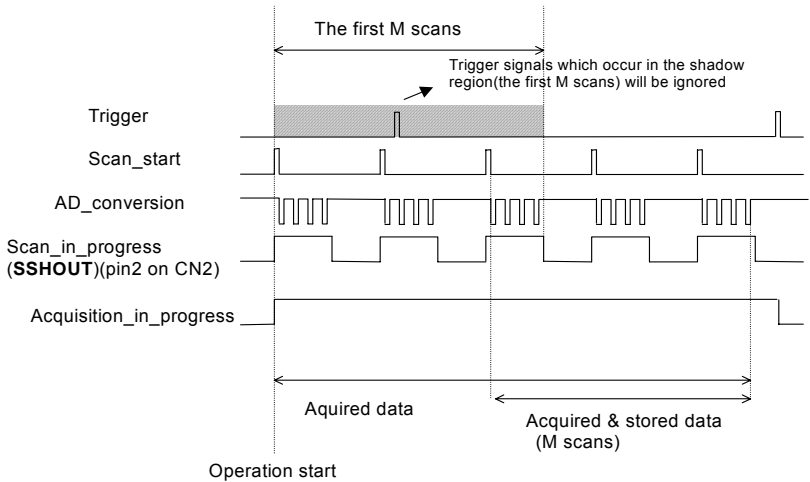 The first M scans
Trigger signals which occur in the shadow
region(the first M scans) will be ignored
Trigger
Scan_start
AD_conversion
Scan_in_progress
(SSHOUT)(pin2 on CN2)
Acquisition_in_progress
Aquired data
Acquired & stored data
(M scans)
Operation start